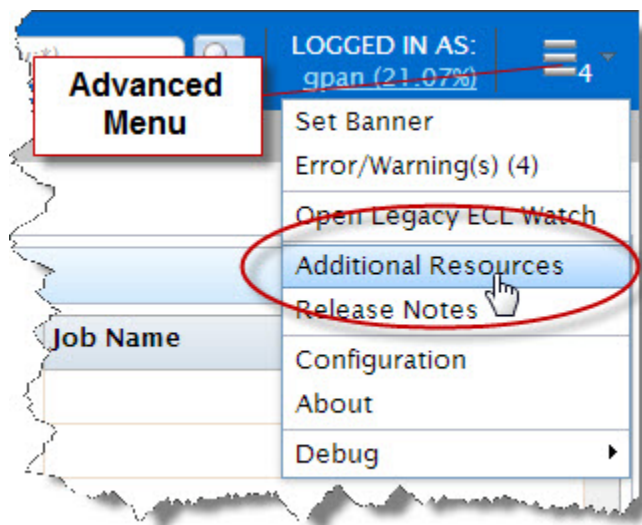 LOGGED IN AS:
gpan (21.07%)
4
Advanced
Menu
Set Banner
Error/Warning(s) (4)
Open Legacy ECL Watch
Additional Resources
Release Notes
Job Name
Configuration
About
Debug